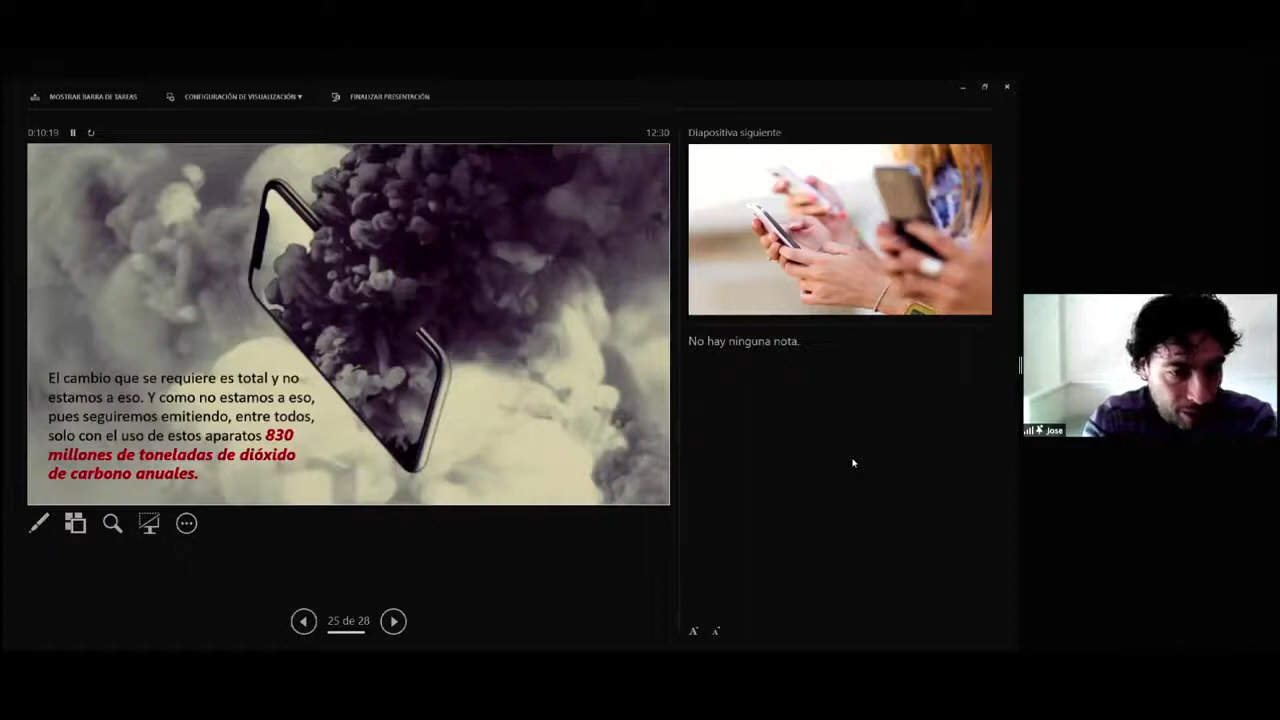 MOSTRAR BARRA DE TAREAS
CONFIGURACIÓN DE VISUALIZACIÓN ▾
FINALIZAR PRESENTACIÓN
0:10:19
12:30
Diapositiva siguiente
El cambio que se requiere es total y no
estamos a eso. Y como no estamos a eso,
pues seguiremos emitiendo, entre todos,
solo con el uso de estos aparatos 830
millones de toneladas de dióxido
de carbono anuales.
No hay ninguna nota.
Jose
25 de 28
A A